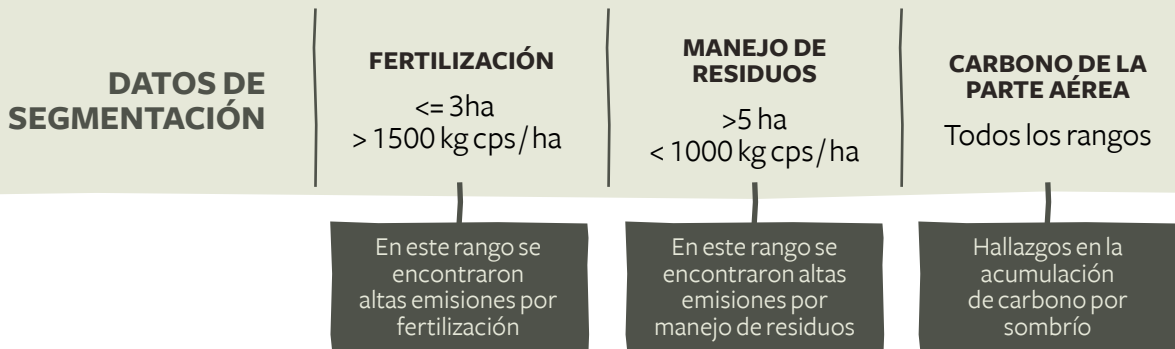 DATOS DE
SEGMENTACIÓN
FERTILIZACIÓN
<= 3ha
> 1500 kg cps/ha
MANEJO DE
RESIDUOS
>5 ha
< 1000 kg cps/ha
CARBONO DE LA
PARTE AÉREA
Todos los rangos
En este rango se
encontraron
altas emisiones por
fertilización
En este rango se
encontraron altas
emisiones por
manejo de residuos
Hallazgos en la
acumulación
de carbono por
sombrío